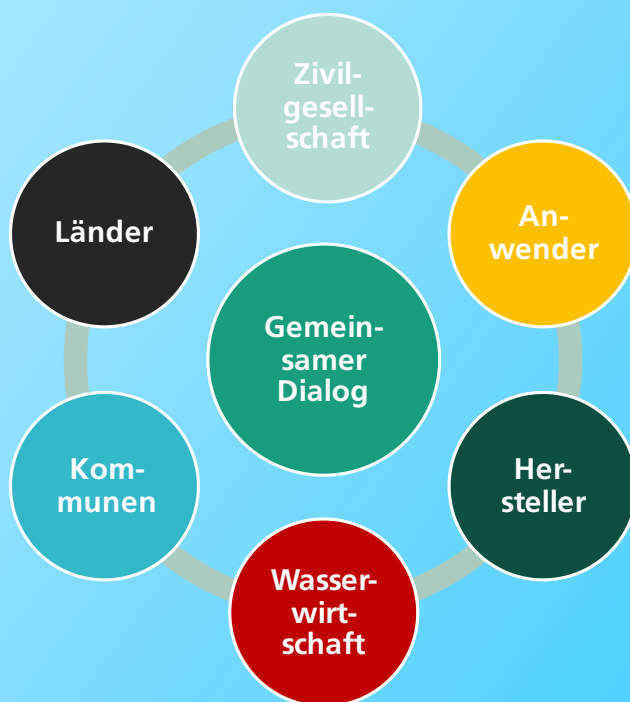 Zivil-
gesell-
schaft
Länder
An-
wender
Gemein-
samer
Dialog
Kom-
munen
Her-
steller
Wasser-
wirt-
schaft